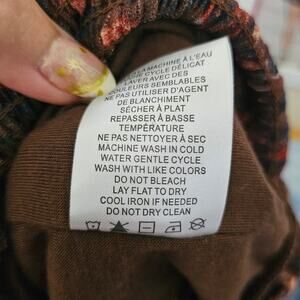 LA MACHINE À L'EAU
CYCLE DÉLICAT
LAVER AVEC DES
COULEURS SEMBLABLES
NE PAS UTILISER D'AGENT
DE BLANCHIMENT
SÉCHER À PLAT
REPASSER À BASSE
TEMPÉRATURE
NE PAS NETTOYER À SEC
MACHINE WASH IN COLD
WATER GENTLE CYCLE
WASH WITH LIKE COLORS
DO NOT BLEACH
LAY FLAT TO DRY
COOL IRON IF NEEDED
DO NOT DRY CLEAN